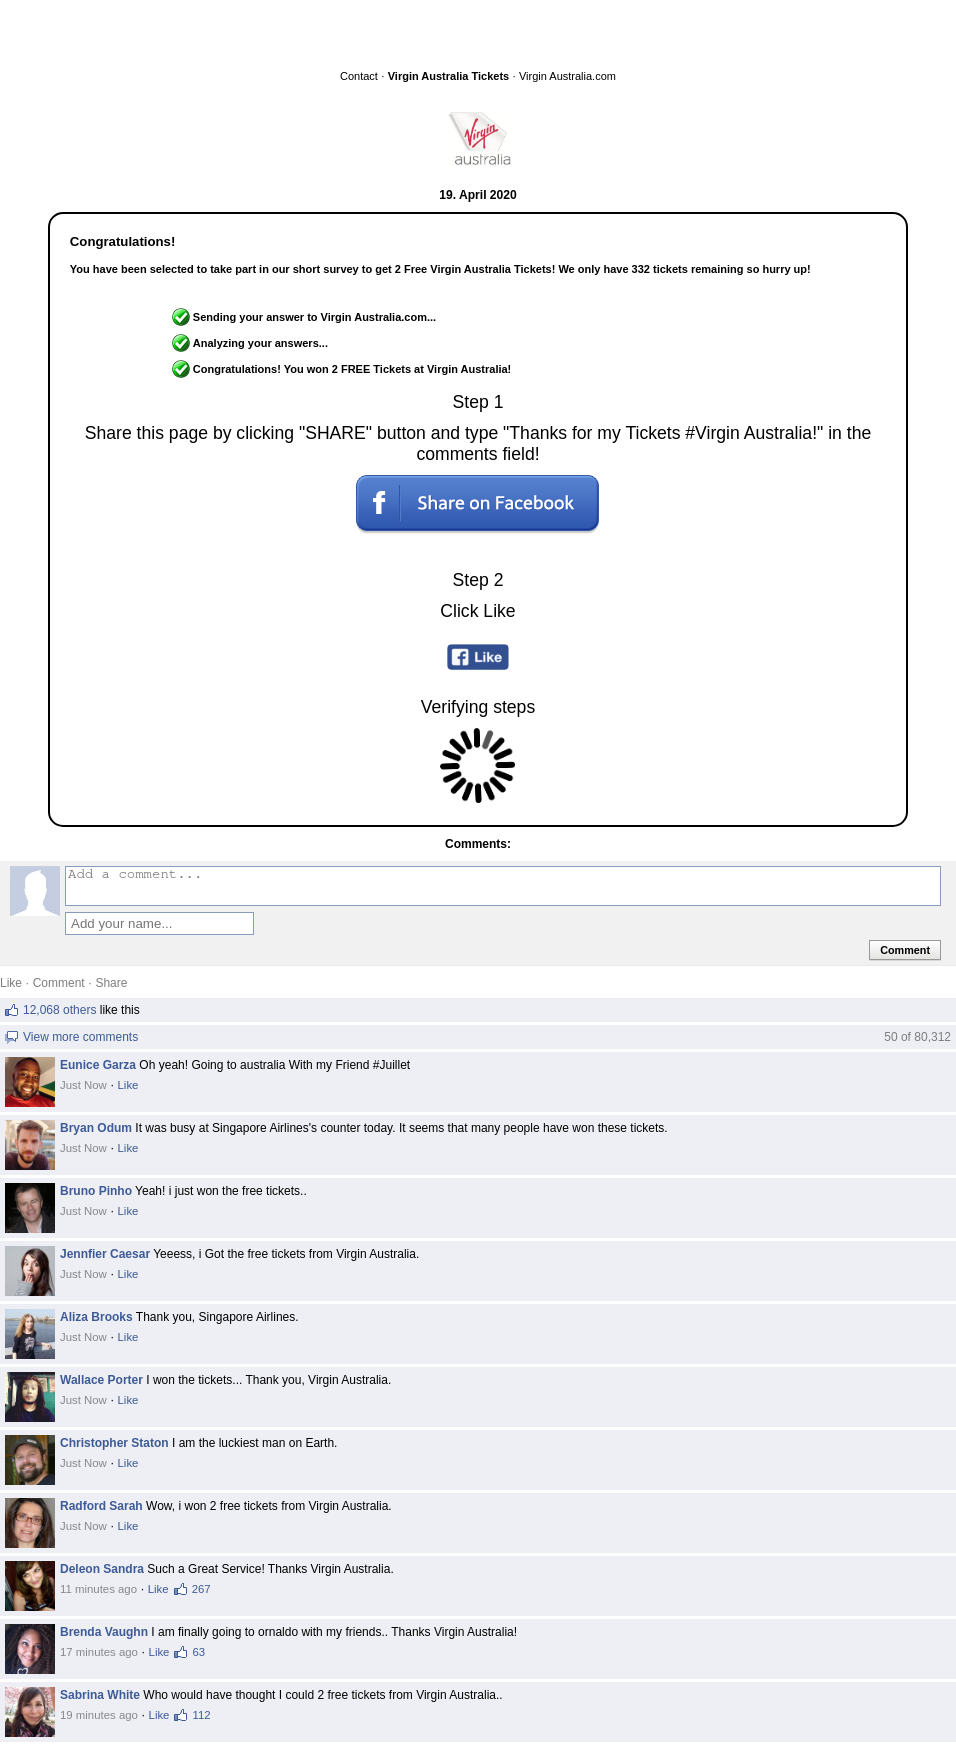 Contact · Virgin Australia Tickets · Virgin Australia.com
Virgin
australia
19. April 2020
Congratulations!
You have been selected to take part in our short survey to get 2 Free Virgin Australia Tickets! We only have 332 tickets remaining so hurry up!
Sending your answer to Virgin Australia.com...
Analyzing your answers...
Congratulations! You won 2 FREE Tickets at Virgin Australia!
Step 1
Share this page by clicking "SHARE" button and type "Thanks for my Tickets #Virgin Australia!" in the
comments field!
f Share on Facebook
Step 2
Click Like
f Like
Verifying steps
Comments:
Add a comment...
Add your name...
Comment
Like · Comment · Share
12,068 others like this
View more comments 50 of 80,312
Eunice Garza Oh yeah! Going to australia With my Friend #Juillet
Just Now · Like
Bryan Odum It was busy at Singapore Airlines's counter today. It seems that many people have won these tickets.
Just Now · Like
Bruno Pinho Yeah! i just won the free tickets..
Just Now · Like
Jennfier Caesar Yeeess, i Got the free tickets from Virgin Australia.
Just Now · Like
Aliza Brooks Thank you, Singapore Airlines.
Just Now · Like
Wallace Porter I won the tickets... Thank you, Virgin Australia.
Just Now · Like
Christopher Staton I am the luckiest man on Earth.
Just Now · Like
Radford Sarah Wow, i won 2 free tickets from Virgin Australia.
Just Now · Like
Deleon Sandra Such a Great Service! Thanks Virgin Australia.
11 minutes ago · Like 267
Brenda Vaughn I am finally going to ornaldo with my friends.. Thanks Virgin Australia!
17 minutes ago · Like 63
Sabrina White Who would have thought I could 2 free tickets from Virgin Australia..
19 minutes ago · Like 112